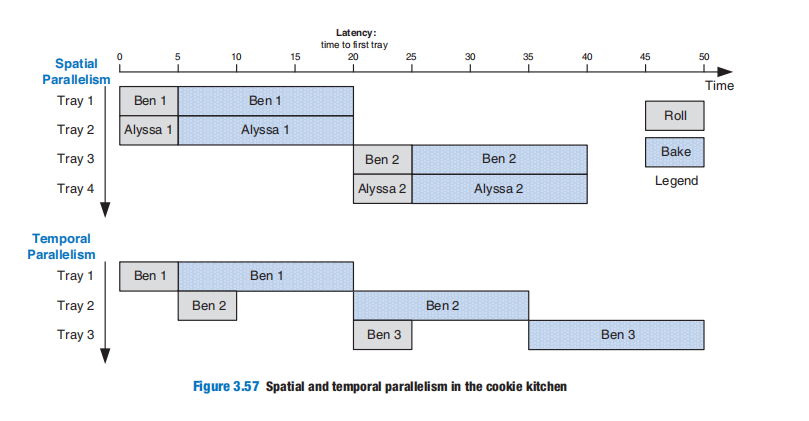 Latency:
time to first tray
0 5 10 15 20 25 30 35 40 45 50
Time
Spatial
Parallelism
Tray 1 Ben 1 Ben 1
Tray 2 Alyssa 1 Alyssa 1
Tray 3 Ben 2 Ben 2
Tray 4 Alyssa 2 Alyssa 2
Roll
Bake
Legend
Temporal
Parallelism
Tray 1 Ben 1 Ben 1
Tray 2 Ben 2 Ben 2
Tray 3 Ben 3 Ben 3
Figure 3.57 Spatial and temporal parallelism in the cookie kitchen